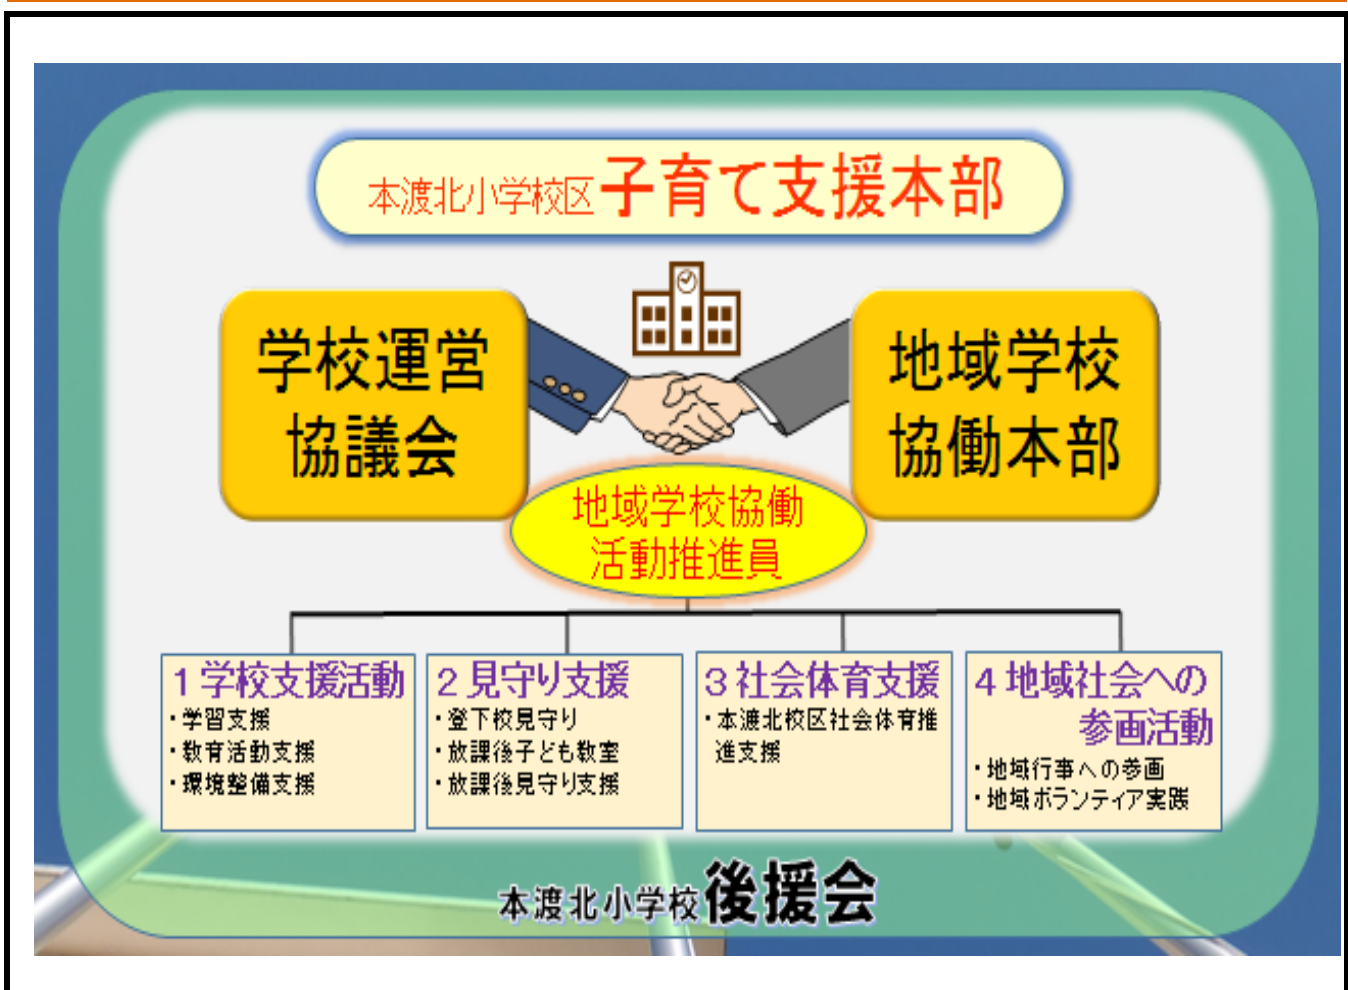 本渡北小学校区子育て支援本部
学校運営
協議会
地域学校
協働本部
地域学校協働
活動推進員
1 学校支援活動
・学習支援
・教育活動支援
・環境整備支援
2 見守り支援
・登下校見守り
・放課後子ども教室
・放課後見守り支援
3 社会体育支援
・本渡北校区社会体育推
進支援
4 地域社会への
参画活動
・地域行事への参画
・地域ボランティア実践
本渡北小学校後援会